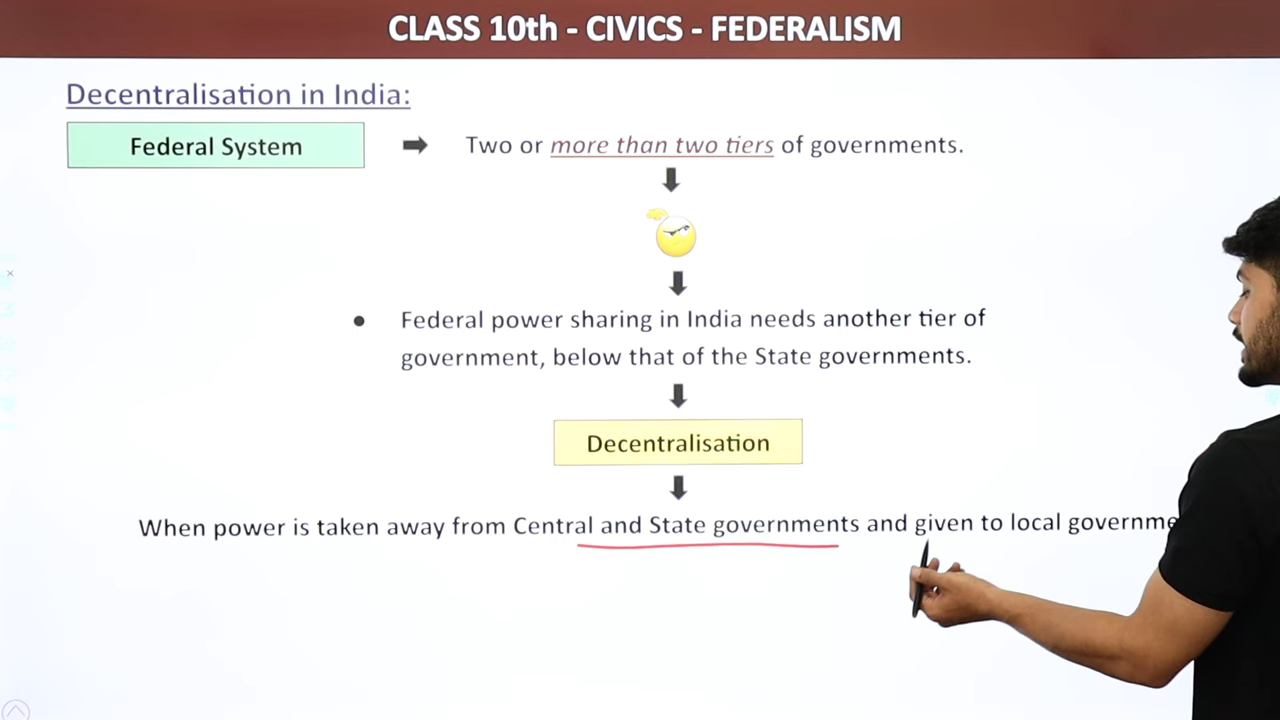 CLASS 10th - CIVICS - FEDERALISM
Decentralisation in India:
Federal System ➡ Two or more than two tiers of governments.
● Federal power sharing in India needs another tier of
government, below that of the State governments.
Decentralisation
When power is taken away from Central and State governments and given to local